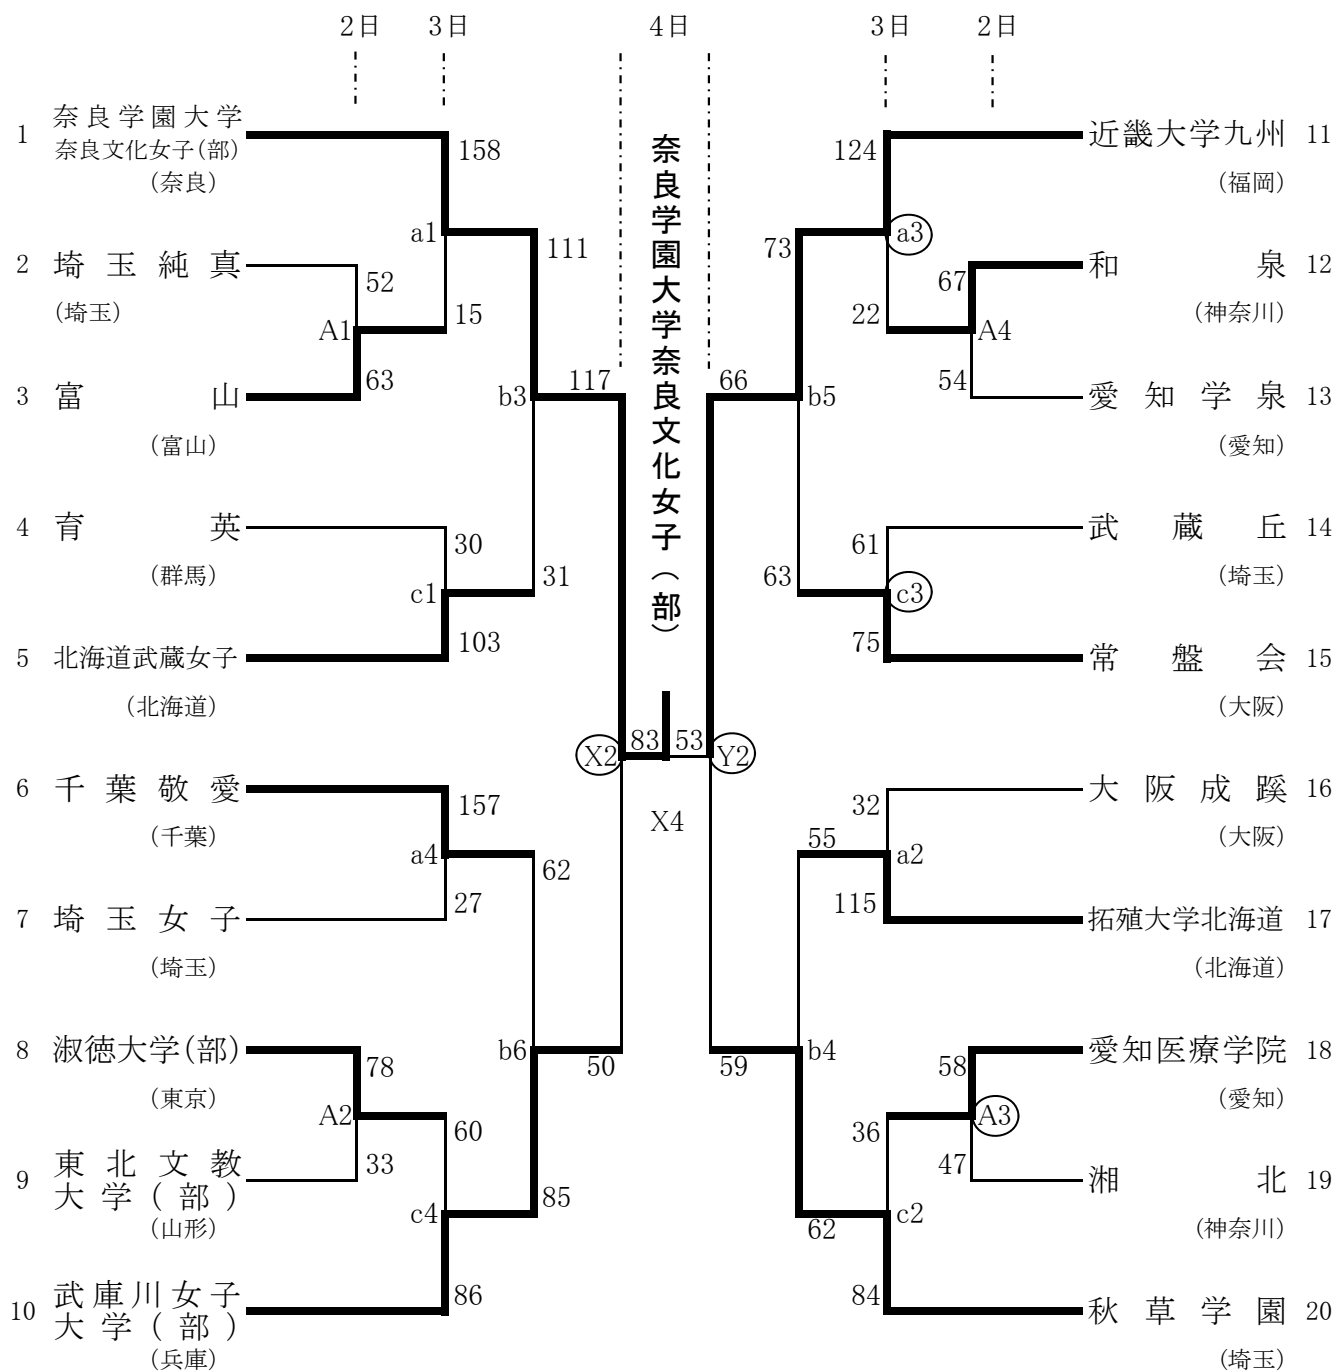 2日 3日 4日 3日 2日
1 奈良学園大学
奈良文化女子(部)
(奈良)
2 埼玉純真
(埼玉)
3 富山
(富山)
4 育英
(群馬)
5 北海道武蔵女子
(北海道)
6 千葉敬愛
(千葉)
7 埼玉女子
(埼玉)
8 淑徳大学(部)
(東京)
9 東北文教
大学(部)
(山形)
10 武庫川女子
大学(部)
(兵庫)
158
a1
15
52
A1
63
111
b3
31
30
c1
103
117
157
a4
27
62
b6
85
78
A2
33
60
c4
86
50
奈良学園大学奈良文化女子(部)
X2 83 53 Y2
X4
66
73
b5
63
124
a3
22
67
A4
54
61
c3
75
59
55
b4
62
32
a2
115
36
c2
84
58
A3
47
近畿大学九州 11
(福岡)
和泉 12
(神奈川)
愛知学泉 13
(愛知)
武蔵丘 14
(埼玉)
常盤会 15
(大阪)
大阪成蹊 16
(大阪)
拓殖大学北海道 17
(北海道)
愛知医療学院 18
(愛知)
湘北 19
(神奈川)
秋草学園 20
(埼玉)